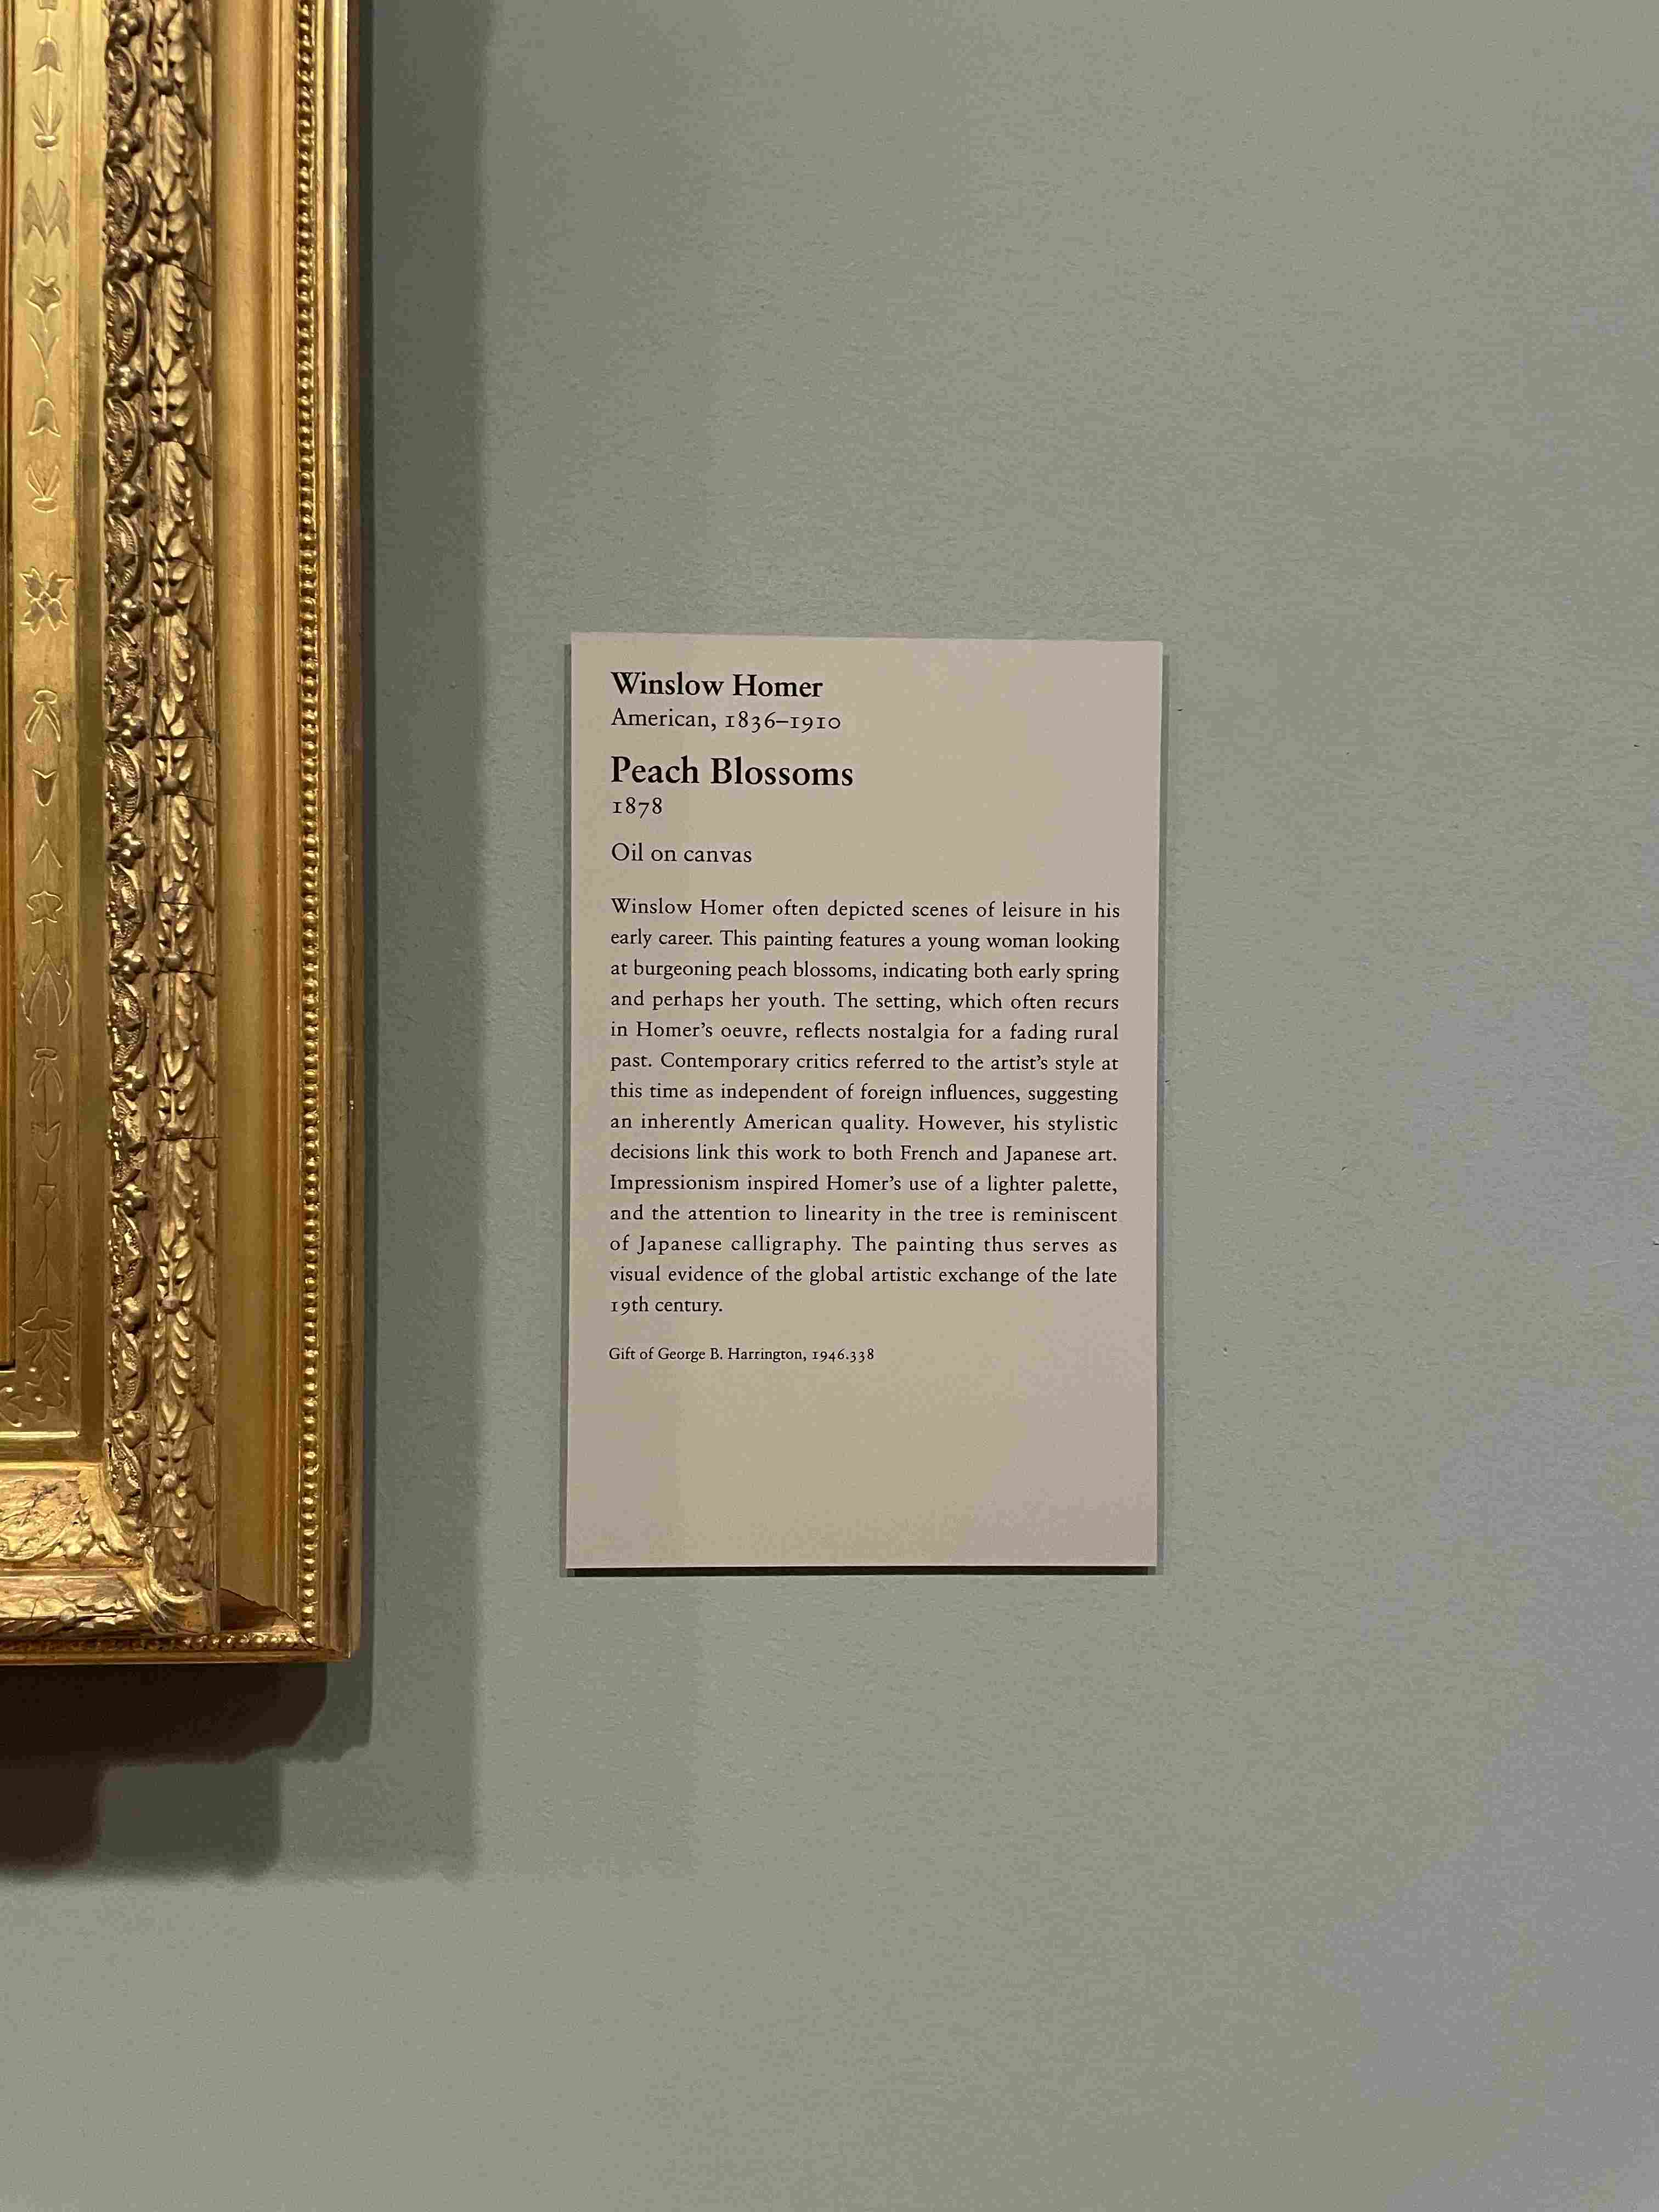 Winslow Homer
American, 1836–1910
Peach Blossoms
1878
Oil on canvas
Winslow Homer often depicted scenes of leisure in his
early career. This painting features a young woman looking
at burgeoning peach blossoms, indicating both early spring
and perhaps her youth. The setting, which often recurs
in Homer’s oeuvre, reflects nostalgia for a fading rural
past. Contemporary critics referred to the artist’s style at
this time as independent of foreign influences, suggesting
an inherently American quality. However, his stylistic
decisions link this work to both French and Japanese art.
Impressionism inspired Homer’s use of a lighter palette,
and the attention to linearity in the tree is reminiscent
of Japanese calligraphy. The painting thus serves as
visual evidence of the global artistic exchange of the late
19th century.
Gift of George B. Harrington, 1946.338